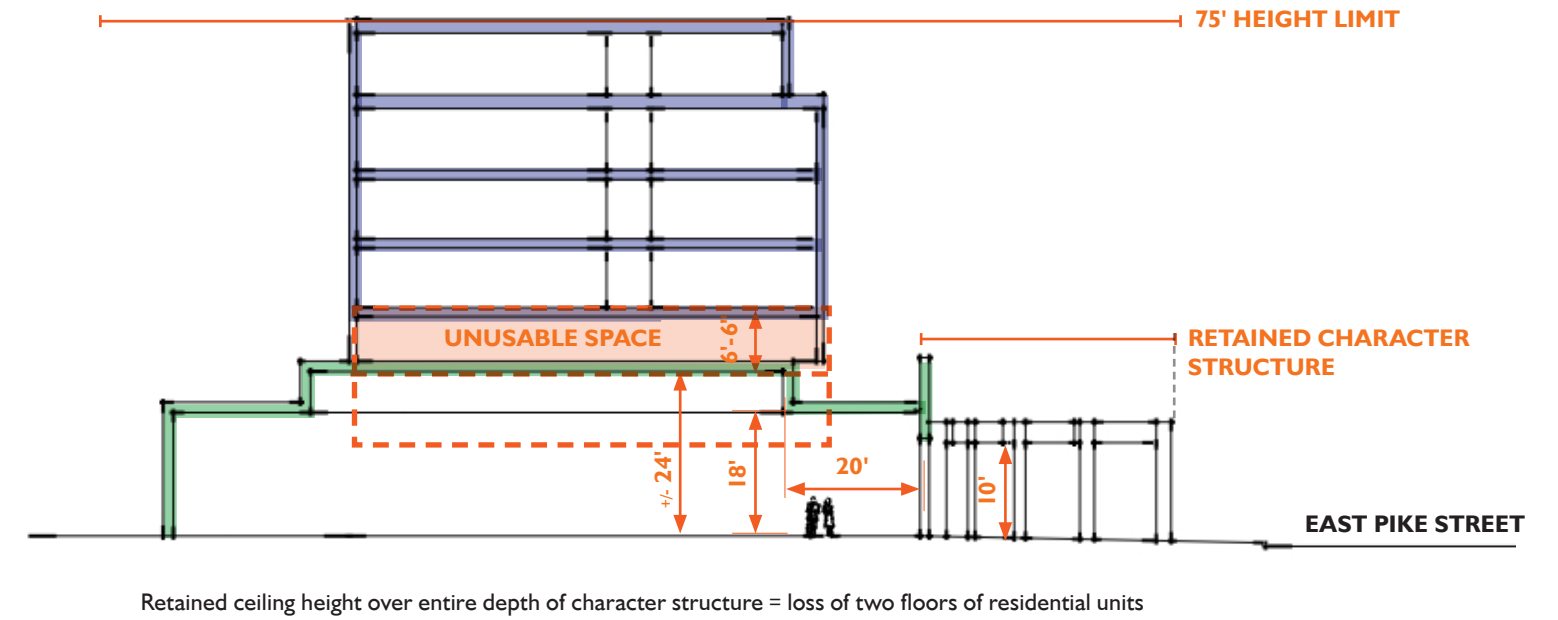 75' HEIGHT LIMIT
UNUSABLE SPACE
6'-6"
RETAINED CHARACTER
STRUCTURE
+/- 24'
18'
20'
10'
EAST PIKE STREET
Retained ceiling height over entire depth of character structure = loss of two floors of residential units